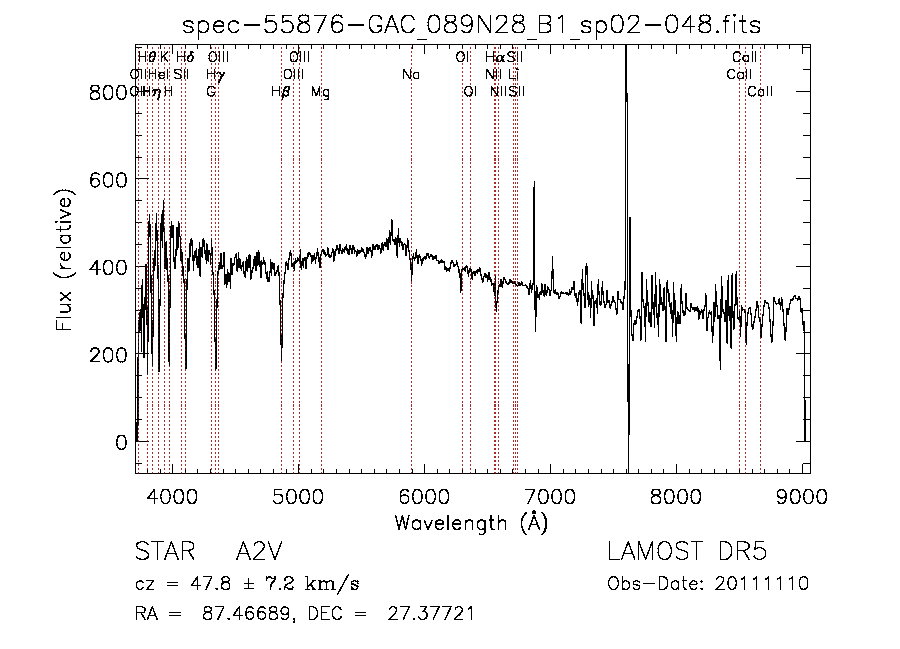 spec-55876-GAC_089N28_B1_sp02-048.fits
Hθ K Hδ OIII OIII OI Hα SII CaII
OII HeI SII Hγ OIII Na NII Li CaII
OII Hη H G Hβ Mg OI NII SII CaII
800
600
400
200
0
Flux (relative)
4000 5000 6000 7000 8000 9000
Wavelength (Å)
STAR A2V LAMOST DR5
cz = 47.8 ± 7.2 km/s Obs-Date: 20111110
RA = 87.46689, DEC = 27.37721